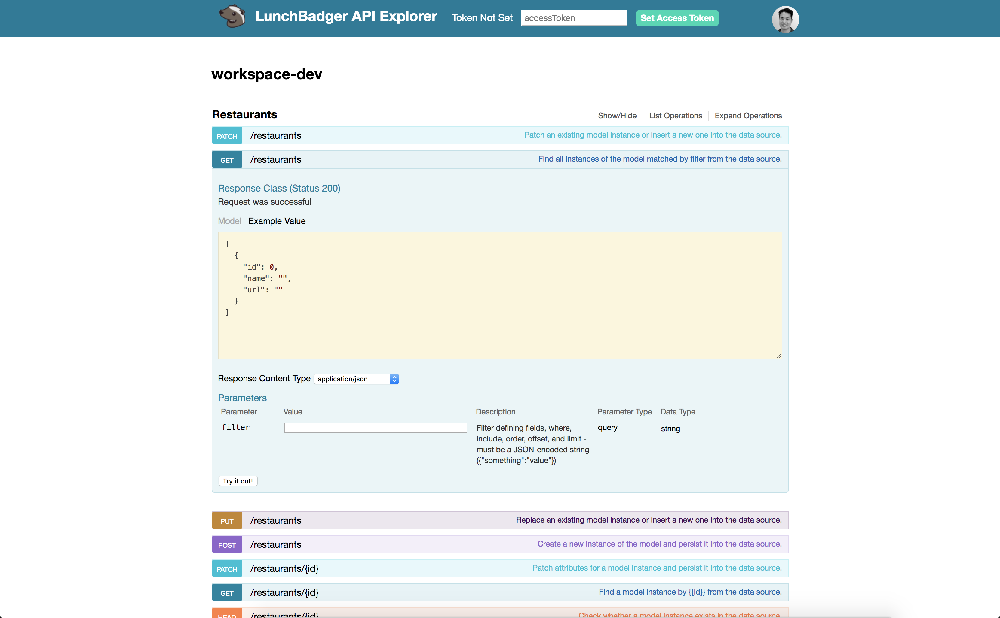 LunchBadger API Explorer Token Not Set accessToken Set Access Token
workspace-dev
Restaurants Show/Hide List Operations Expand Operations
PATCH /restaurants Patch an existing model instance or insert a new one into the data source.
GET /restaurants Find all instances of the model matched by filter from the data source.
Response Class (Status 200)
Request was successful
Model Example Value
[
{
"id": 0,
"name": "",
"url": ""
}
]
Response Content Type application/json
Parameters
Parameter Value Description Parameter Type Data Type
filter Filter defining fields, where, query string
include, order, offset, and limit -
must be a JSON-encoded string
({"something":"value"})
Try it out!
PUT /restaurants Replace an existing model instance or insert a new one into the data source.
POST /restaurants Create a new instance of the model and persist it into the data source.
PATCH /restaurants/{id} Patch attributes for a model instance and persist it into the data source.
GET /restaurants/{id} Find a model instance by {{id}} from the data source.
HEAD /restaurants/{id} Check whether a model instance exists in the data source.